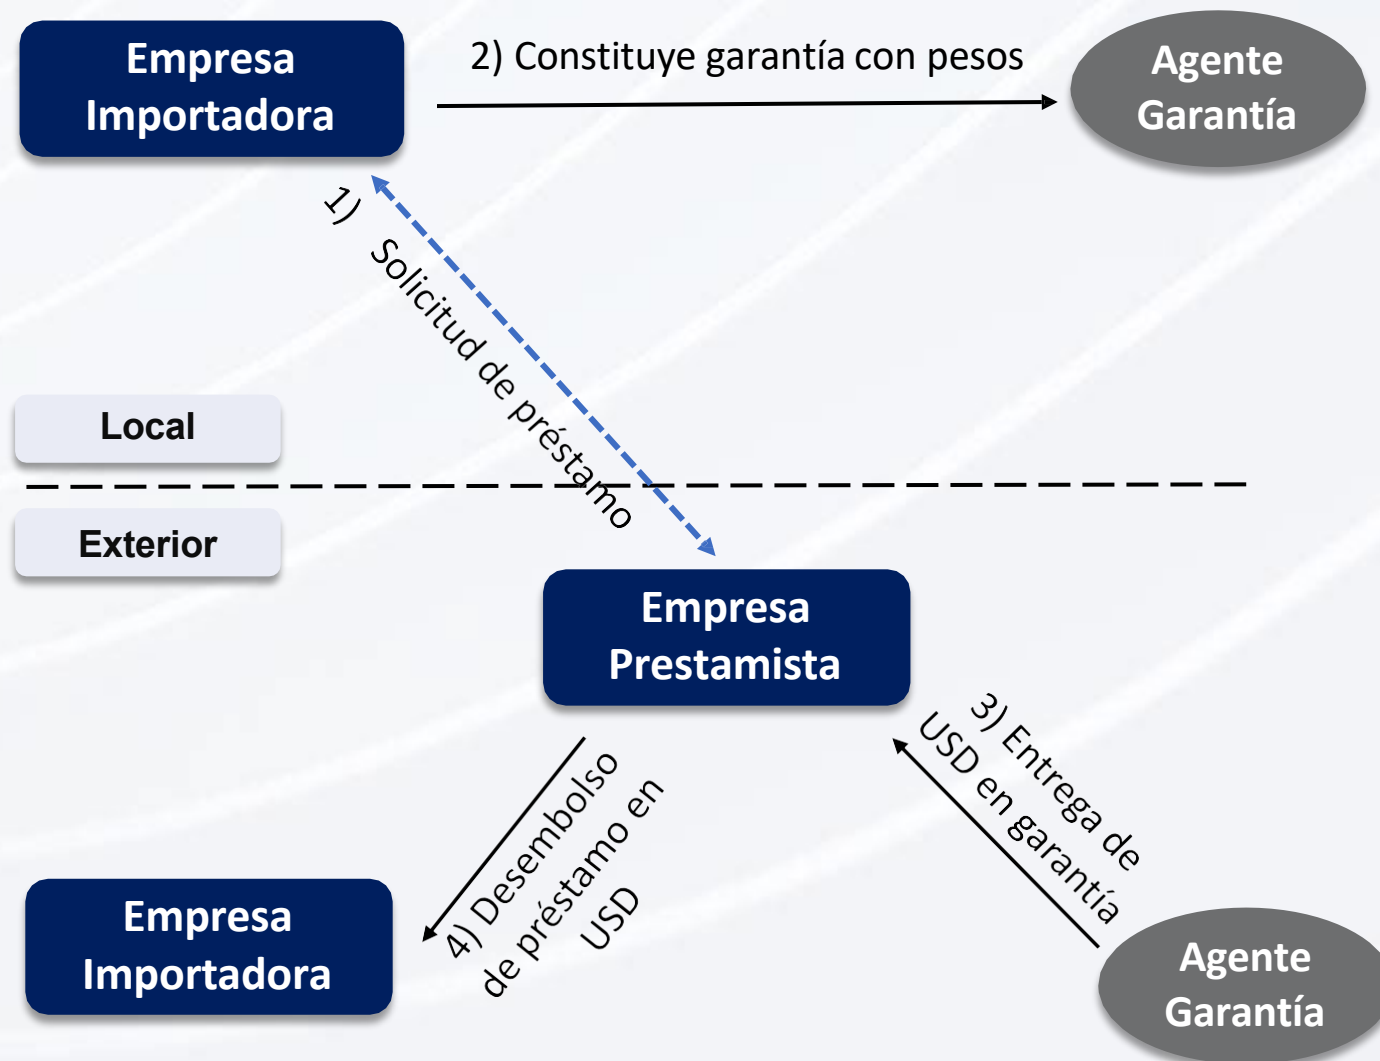 Empresa
Importadora
2) Constituye garantía con pesos
Agente
Garantía
1) Solicitud de préstamo
Local
Exterior
Empresa
Prestamista
3) Entrega de
USD en garantía
4) Desembolso
de préstamo en
USD
Empresa
Importadora
Agente
Garantía